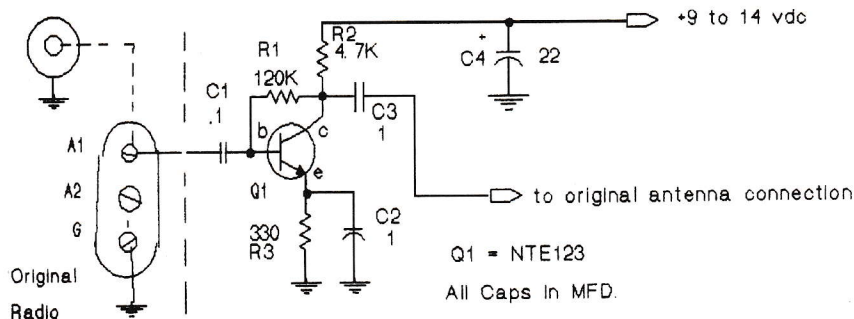 +9 to 14 vdc
R2
4.7K
+
C4
22
R1
120K
C1
.1
C3
1
b
c
e
A1
A2
G
Q1
to original antenna connection
C2
1
330
R3
Q1 = NTE123
All Caps in MFD.
Original
Radio